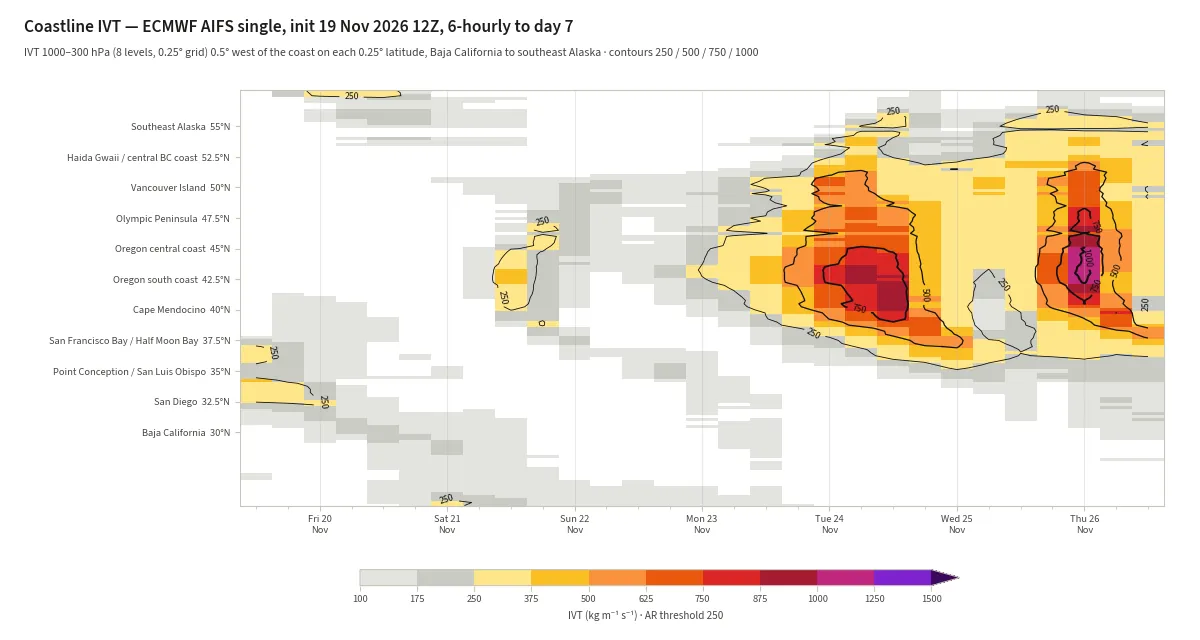 Coastline IVT — ECMWF AIFS single, init 19 Nov 2026 12Z, 6-hourly to day 7
IVT 1000–300 hPa (8 levels, 0.25° grid) 0.5° west of the coast on each 0.25° latitude, Baja California to southeast Alaska · contours 250 / 500 / 750 / 1000
250
250
250
Southeast Alaska 55°N
Haida Gwaii / central BC coast 52.5°N
Vancouver Island 50°N
Olympic Peninsula 47.5°N
250
750
Oregon central coast 45°N
1000
500
Oregon south coast 42.5°N
250
250
500
750
750
250
Cape Mendocino 40°N
250
San Francisco Bay / Half Moon Bay 37.5°N
250
Point Conception / San Luis Obispo 35°N
San Diego 32.5°N
250
Baja California 30°N
250
Fri 20 Sat 21 Sun 22 Mon 23 Tue 24 Wed 25 Thu 26
Nov Nov Nov Nov Nov Nov Nov
100 175 250 375 500 625 750 875 1000 1250 1500
IVT (kg m⁻¹ s⁻¹) · AR threshold 250